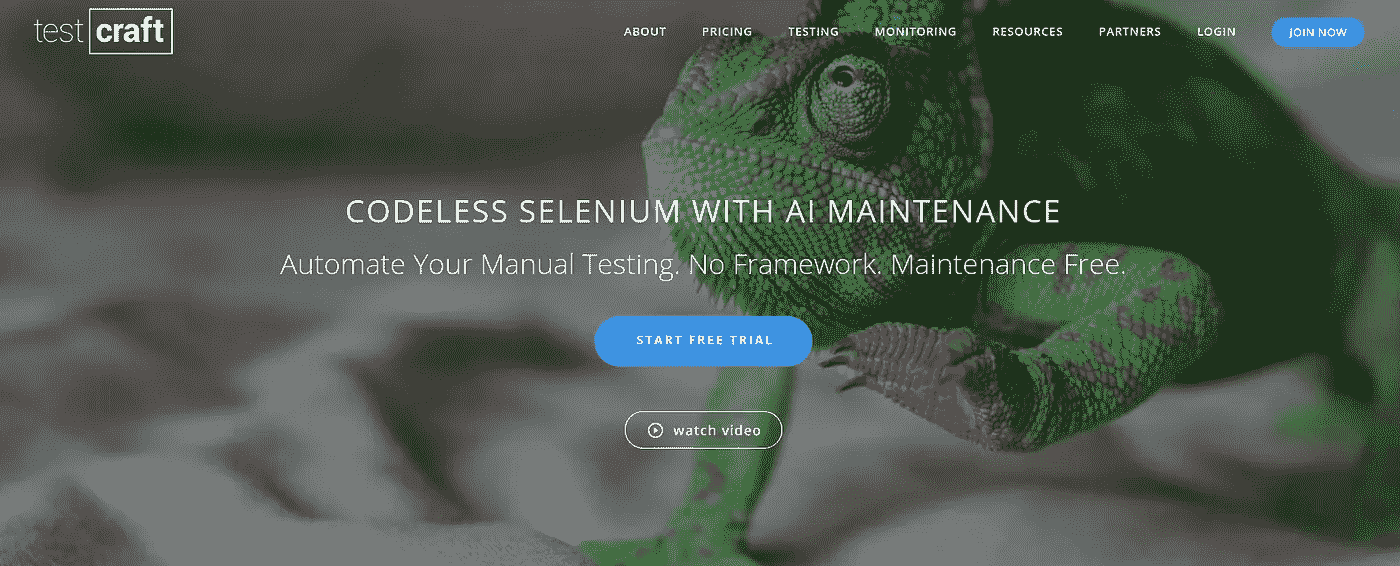 test craft
ABOUT PRICING TESTING MONITORING RESOURCES PARTNERS LOGIN JOIN NOW
CODELESS SELENIUM WITH AI MAINTENANCE
Automate Your Manual Testing. No Framework. Maintenance Free.
START FREE TRIAL
watch video